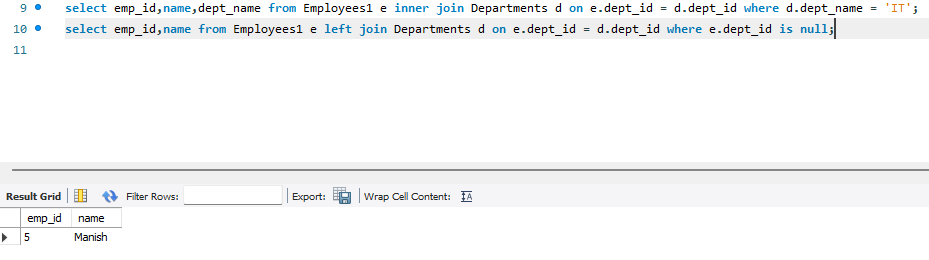 9 select emp_id,name,dept_name from Employees1 e inner join Departments d on e.dept_id = d.dept_id where d.dept_name = 'IT';
10 select emp_id,name from Employees1 e left join Departments d on e.dept_id = d.dept_id where e.dept_id is null;
11
Result Grid Filter Rows: Export: Wrap Cell Content: IA
emp_id name
5 Manish